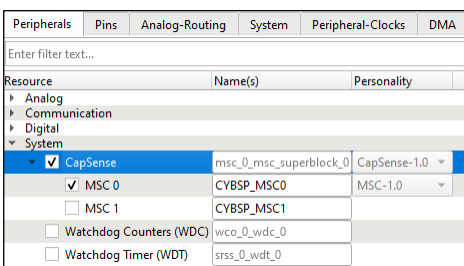 Peripherals Pins Analog-Routing System Peripheral-Clocks DMA
Enter filter text...
Resource Name(s) Personality
Analog
Communication
Digital
System
CapSense msc_0_msc_superblock_0 CapSense-1.0
MSC 0 CYBSP_MSC0 MSC-1.0
MSC 1 CYBSP_MSC1
Watchdog Counters (WDC) wco_0_wdc_0
Watchdog Timer (WDT) srss_0_wdt_0